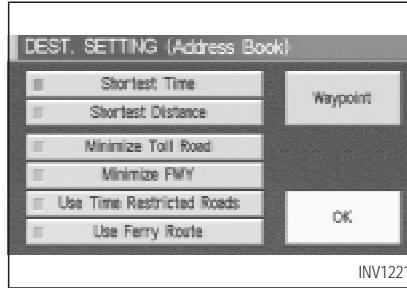 DEST. SETTING (Address Book)
Shortest Time
Shortest Distance
Waypoint
Minimize Toll Road
Minimize FWY
Use Time Restricted Roads
Use Ferry Route
OK
INV1221